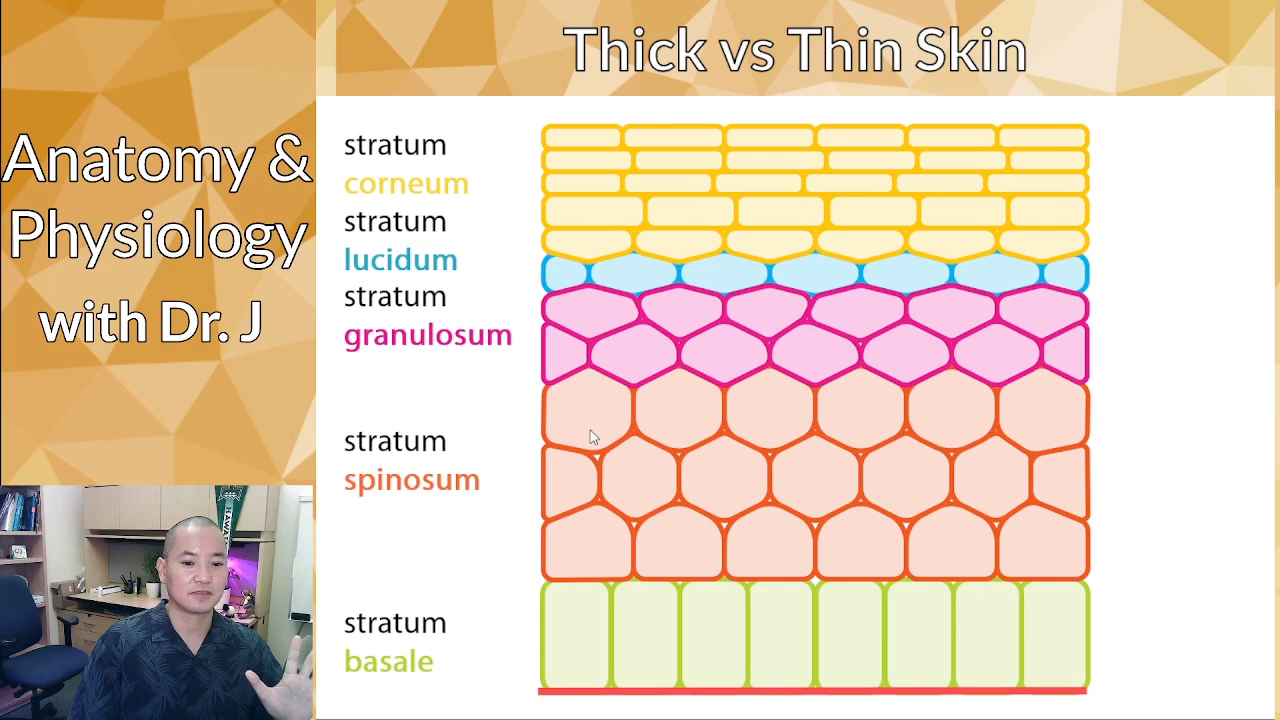 Thick vs Thin Skin
Anatomy &
Physiology
with Dr. J
stratum
corneum
stratum
lucidum
stratum
granulosum
stratum
spinosum
stratum
basale